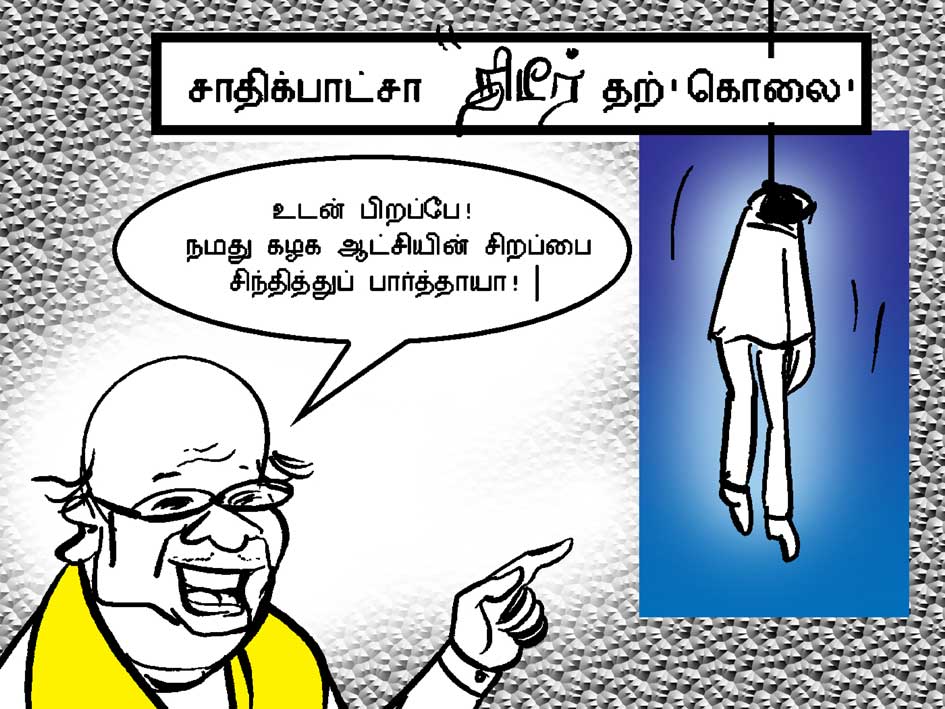 சாதிக்பாட்சா "திடீர் தற்'கொலை'
உடன் பிறப்பே!
நமது கழக ஆட்சியின் சிறப்பை
சிந்தித்துப் பார்த்தாயா!